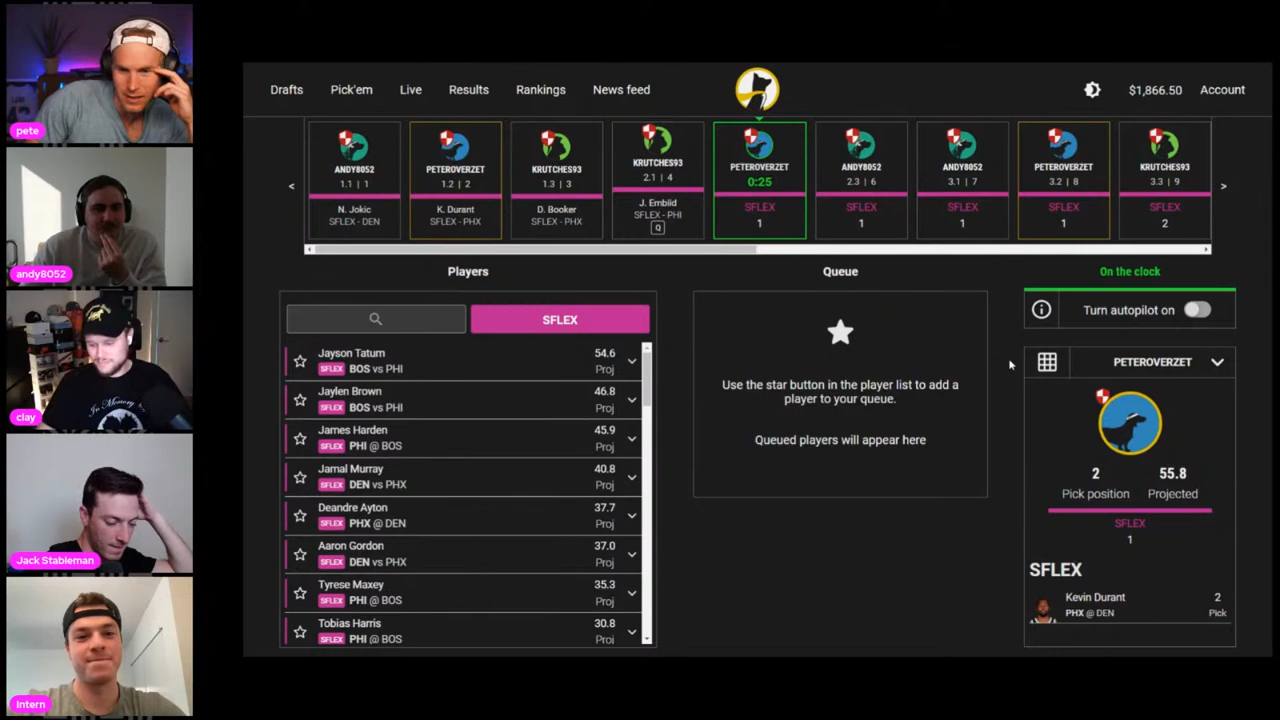 pete
andy8052
clay
Jack Stableman
Intern
Drafts
Pick'em
Live
Results
Rankings
News feed
$1,866.50
Account
<
ANDY8052
1.1 | 1
N. Jokic
SFLEX - DEN
PETEROVERZET
1.2 | 2
K. Durant
SFLEX - PHX
KRUTCHES93
1.3 | 3
D. Booker
SFLEX - PHX
KRUTCHES93
2.1 | 4
J. Embiid
SFLEX - PHI
Q
PETEROVERZET
0:25
SFLEX
1
ANDY8052
2.3 | 6
SFLEX
1
ANDY8052
3.1 | 7
SFLEX
1
PETEROVERZET
3.2 | 8
SFLEX
1
KRUTCHES93
3.3 | 9
SFLEX
2
>
Players
SFLEX
Jayson Tatum 54.6
SFLEX BOS vs PHI Proj
Jaylen Brown 46.8
SFLEX BOS vs PHI Proj
James Harden 45.9
SFLEX PHI @ BOS Proj
Jamal Murray 40.8
SFLEX DEN vs PHX Proj
Deandre Ayton 37.7
SFLEX PHX @ DEN Proj
Aaron Gordon 37.0
SFLEX DEN vs PHX Proj
Tyrese Maxey 35.3
SFLEX PHI @ BOS Proj
Tobias Harris 30.8
SFLEX PHI @ BOS Proj
Queue
Use the star button in the player list to add a
player to your queue.
Queued players will appear here
On the clock
Turn autopilot on
PETEROVERZET
2 55.8
Pick position Projected
SFLEX
1
SFLEX
Kevin Durant 2
PHX @ DEN Pick